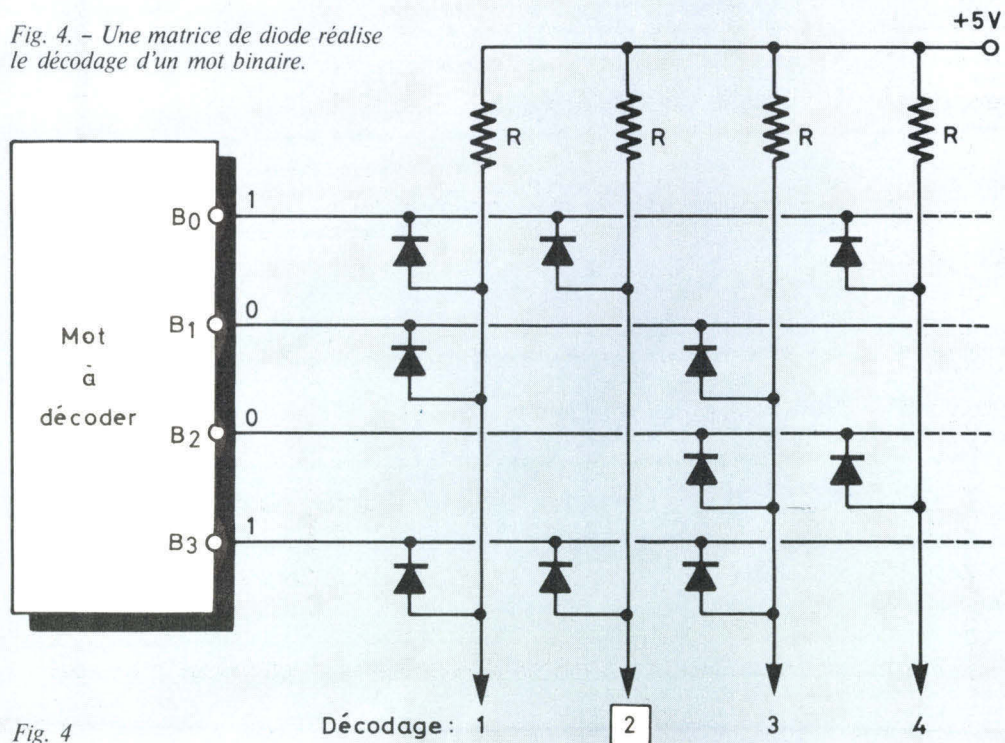 Fig. 4. – Une matrice de diode réalise
le décodage d'un mot binaire.
+5V
R
R
R
R
B0
1
B1
0
B2
0
B3
1
Mot
à
décoder
Décodage: 1 2 3 4
Fig. 4